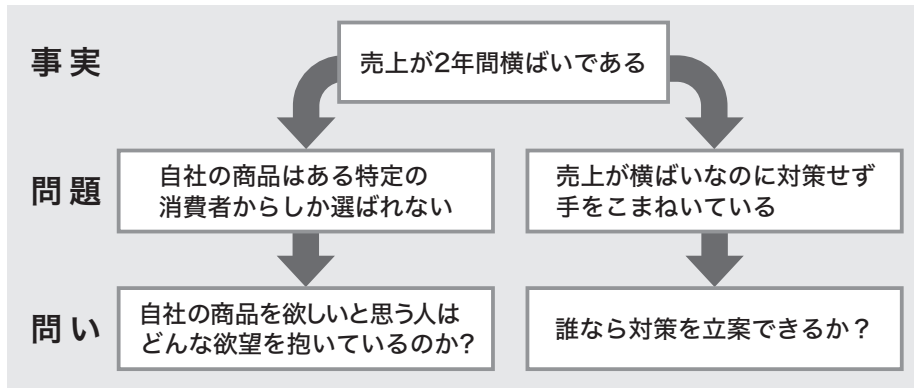 事実
売上が2年間横ばいである
問題
自社の商品はある特定の
消費者からしか選ばれない
売上が横ばいなのに対策せず
手をこまねいている
問い
自社の商品を欲しいと思う人は
どんな欲望を抱いているのか?
誰なら対策を立案できるか？